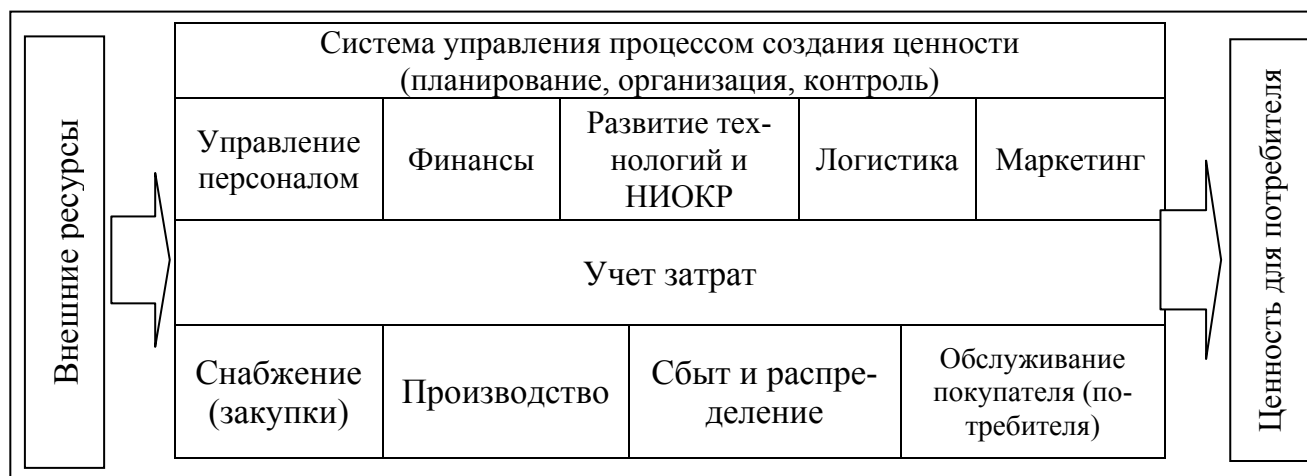 Внешние ресурсы
Система управления процессом создания ценности
(планирование, организация, контроль)
Управление
персоналом
Финансы
Развитие тех-
нологий и
НИОКР
Логистика
Маркетинг
Учет затрат
Снабжение
(закупки)
Производство
Сбыт и распре-
деление
Обслуживание
покупателя (по-
требителя)
Ценность для потребителя